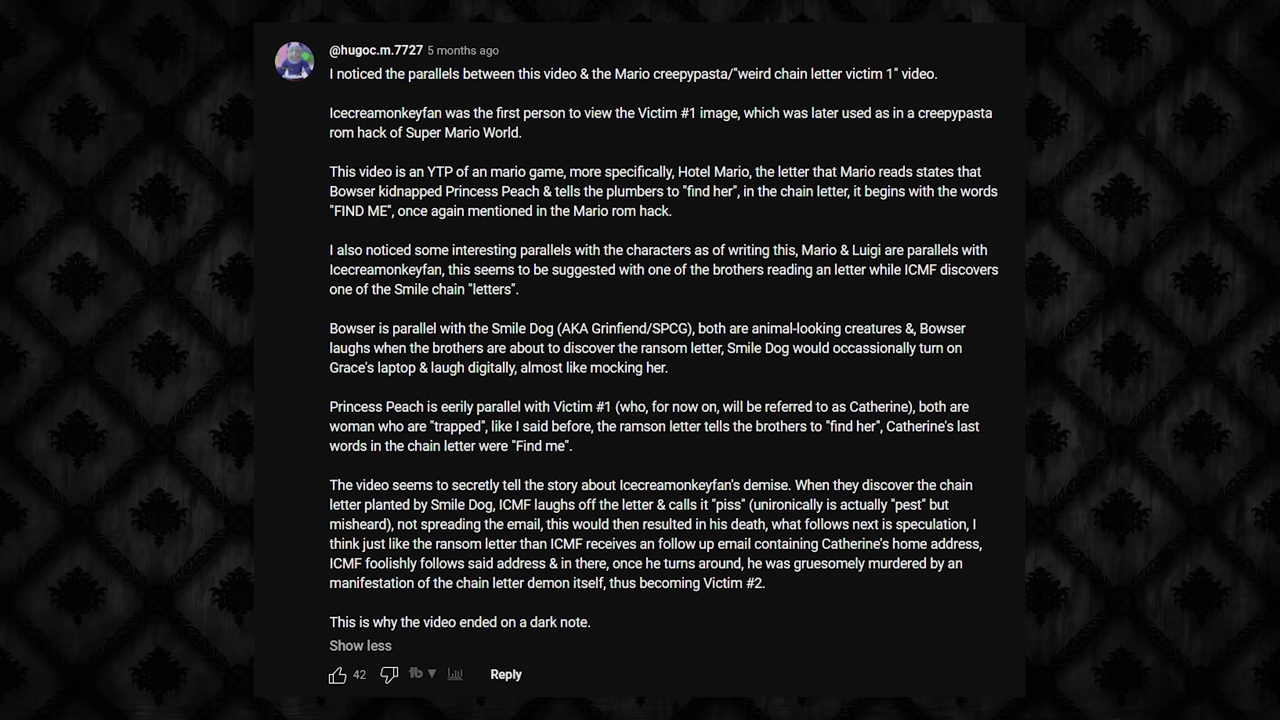 @hugoc.m.7727 5 months ago
I noticed the parallels between this video & the Mario creepypasta/"weird chain letter victim 1" video.
Icecreamonkeyfan was the first person to view the Victim #1 image, which was later used as in a creepypasta
rom hack of Super Mario World.
This video is an YTP of an mario game, more specifically, Hotel Mario, the letter that Mario reads states that
Bowser kidnapped Princess Peach & tells the plumbers to "find her", in the chain letter, it begins with the words
"FIND ME", once again mentioned in the Mario rom hack.
I also noticed some interesting parallels with the characters as of writing this, Mario & Luigi are parallels with
Icecreamonkeyfan, this seems to be suggested with one of the brothers reading an letter while ICMF discovers
one of the Smile chain "letters".
Bowser is parallel with the Smile Dog (AKA Grinfiend/SPCG), both are animal-looking creatures &, Bowser
laughs when the brothers are about to discover the ransom letter, Smile Dog would occassionally turn on
Grace's laptop & laugh digitally, almost like mocking her.
Princess Peach is eerily parallel with Victim #1 (who, for now on, will be referred to as Catherine), both are
woman who are "trapped", like I said before, the ramson letter tells the brothers to "find her", Catherine's last
words in the chain letter were "Find me".
The video seems to secretly tell the story about Icecreamonkeyfan's demise. When they discover the chain
letter planted by Smile Dog, ICMF laughs off the letter & calls it "piss" (unironically is actually "pest" but
misheard), not spreading the email, this would then resulted in his death, what follows next is speculation, I
think just like the ransom letter than ICMF receives an follow up email containing Catherine's home address,
ICMF foolishly follows said address & in there, once he turns around, he was gruesomely murdered by an
manifestation of the chain letter demon itself, thus becoming Victim #2.
This is why the video ended on a dark note.
Show less
42 tb Reply